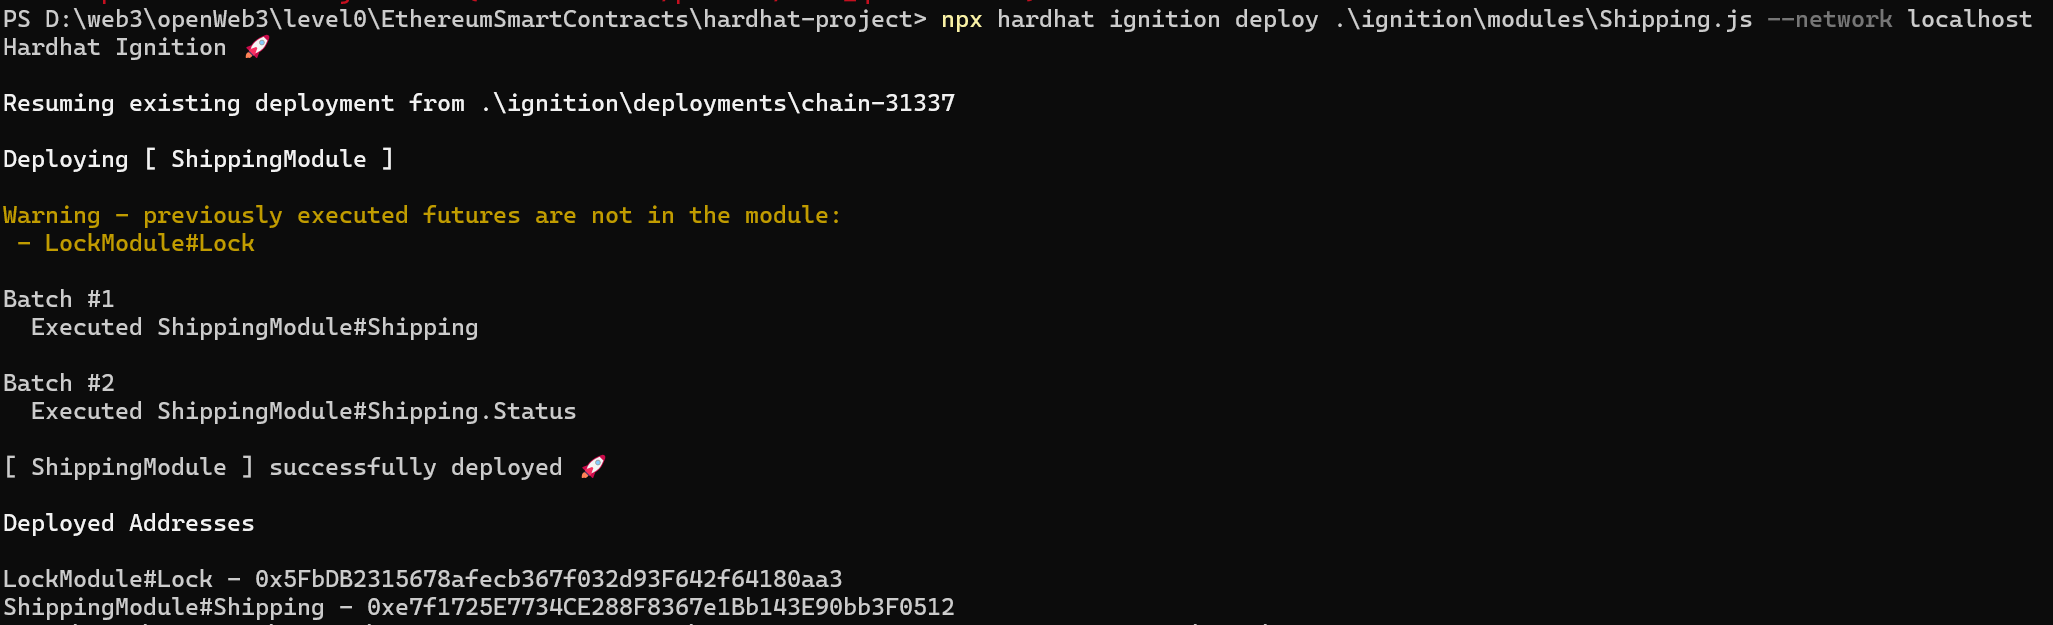 PS D:\web3\openWeb3\level0\EthereumSmartContracts\hardhat-project> npx hardhat ignition deploy .\ignition\modules\Shipping.js --network localhost
Hardhat Ignition 🚀
Resuming existing deployment from .\ignition\deployments\chain-31337
Deploying [ ShippingModule ]
Warning - previously executed futures are not in the module:
- LockModule#Lock
Batch #1
Executed ShippingModule#Shipping
Batch #2
Executed ShippingModule#Shipping.Status
[ ShippingModule ] successfully deployed 🚀
Deployed Addresses
LockModule#Lock - 0x5FbDB2315678afecb367f032d93F642f64180aa3
ShippingModule#Shipping - 0xe7f1725E7734CE288F8367e1Bb143E90bb3F0512